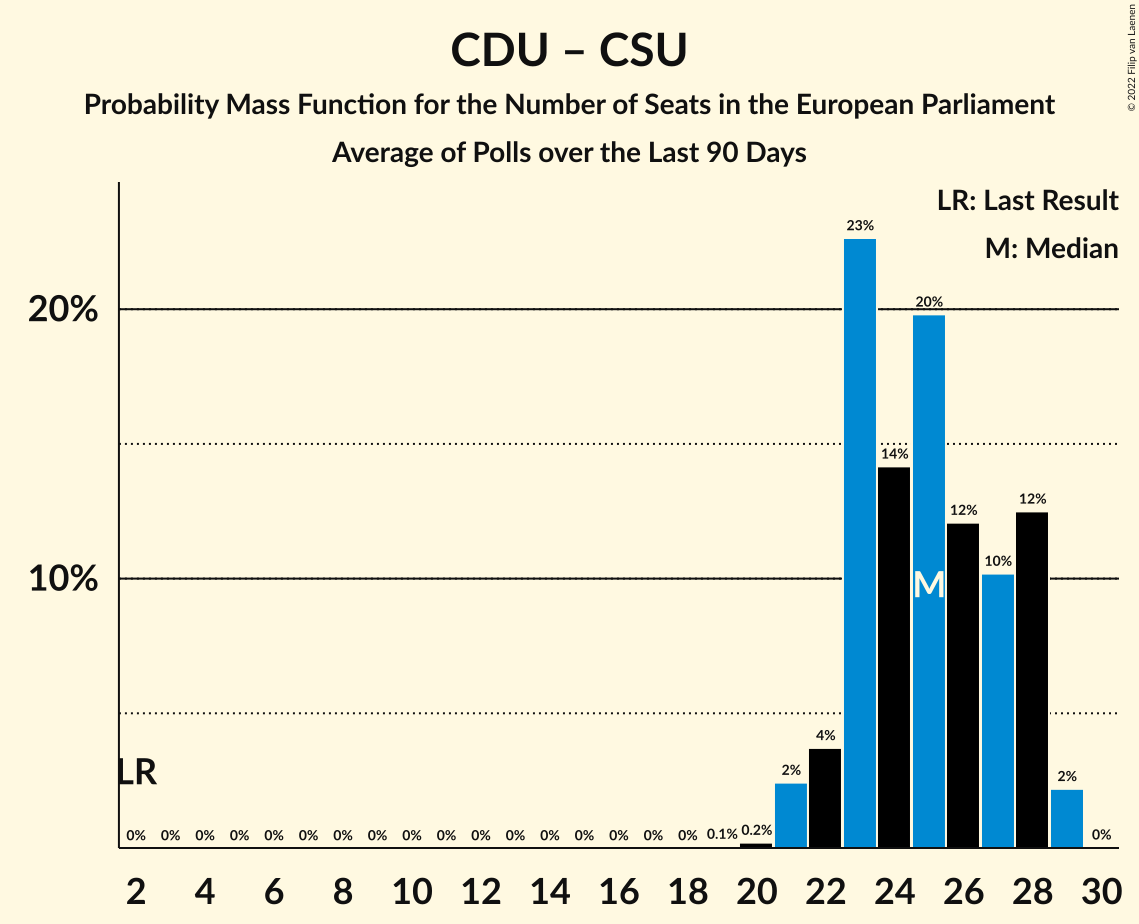 CDU – CSU
Probability Mass Function for the Number of Seats in the European Parliament
Average of Polls over the Last 90 Days
© 2022 Filip van Laenen
LR: Last Result
M: Median
20%
10%
LR
M
0% 0% 0% 0% 0% 0% 0% 0% 0% 0% 0% 0% 0% 0% 0% 0% 0% 0.1% 0.2% 2% 4% 23% 14% 20% 12% 10% 12% 2% 0%
2 4 6 8 10 12 14 16 18 20 22 24 26 28 30